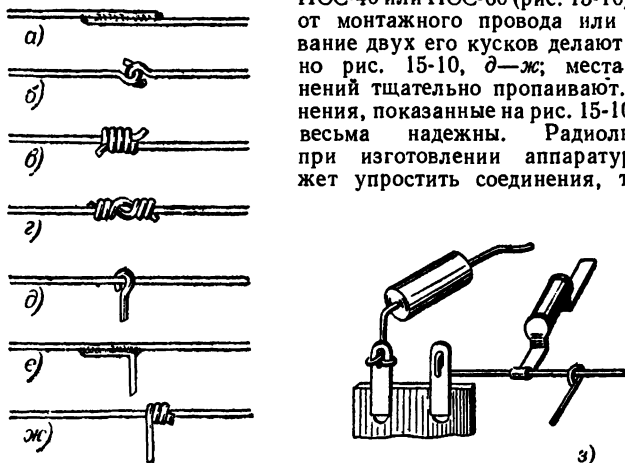 ПОС-40 или ПОС-60 (рис. 15-10,
от монтажного провода или
вание двух его кусков делают
но рис. 15-10, д—ж; места
нений тщательно пропаивают.
нения, показанные на рис. 15-10
весьма надежны. Радиол
при изготовлении аппаратур
жет упростить соединения, т
а)
б)
в)
г)
д)
е)
ж)
з)